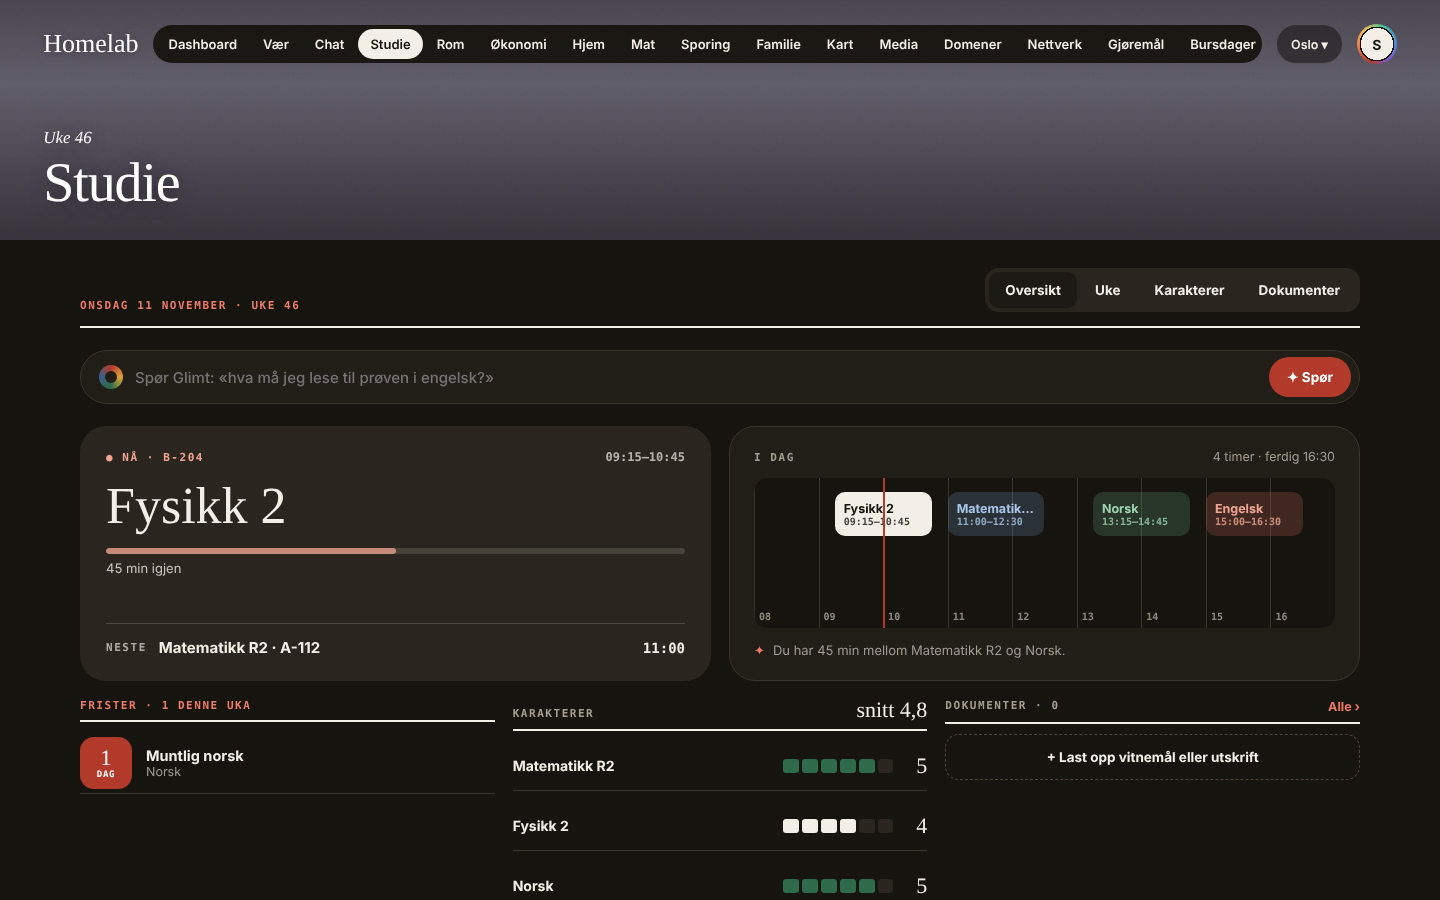 Homelab
Dashboard Vær Chat Studie Rom Økonomi Hjem Mat Sporing Familie Kart Media Domener Nettverk Gjøremål Bursdager
Oslo ▾
S
Uke 46
Studie
ONSDAG 11 NOVEMBER · UKE 46
Oversikt Uke Karakterer Dokumenter
Spør Glimt: «hva må jeg lese til prøven i engelsk?»
✦ Spør
● NÅ · B-204
09:15–10:45
Fysikk 2
45 min igjen
NESTE Matematikk R2 · A-112 11:00
I DAG
4 timer · ferdig 16:30
Fysikk 2
09:15–10:45
Matematik…
11:00–12:30
Norsk
13:15–14:45
Engelsk
15:00–16:30
08 09 10 11 12 13 14 15 16
✦ Du har 45 min mellom Matematikk R2 og Norsk.
FRISTER · 1 DENNE UKA
1
DAG
Muntlig norsk
Norsk
KARAKTERER
snitt 4,8
Matematikk R2 5
Fysikk 2 4
Norsk 5
DOKUMENTER · 0
Alle ›
+ Last opp vitnemål eller utskrift